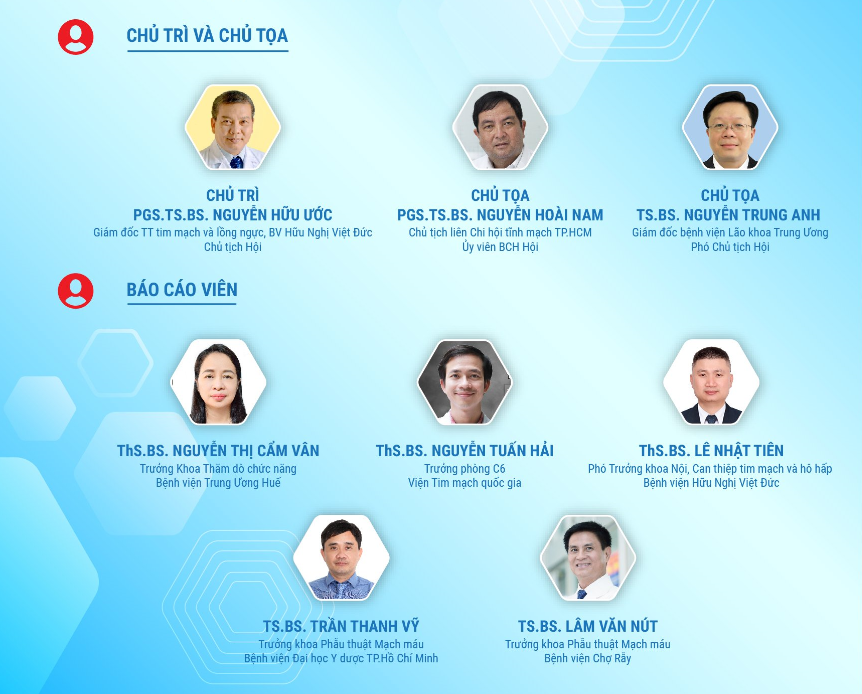 CHỦ TRÌ VÀ CHỦ TỌA
CHỦ TRÌ
PGS.TS.BS. NGUYỄN HỮU ƯỚC
Giám đốc TT tim mạch và lồng ngực, BV Hữu Nghị Việt Đức
Chủ tịch Hội
CHỦ TỌA
PGS.TS.BS. NGUYỄN HOÀI NAM
Chủ tịch liên Chi hội tĩnh mạch TP.HCM
Ủy viên BCH Hội
CHỦ TỌA
TS.BS. NGUYỄN TRUNG ANH
Giám đốc bệnh viện Lão khoa Trung Ương
Phó Chủ tịch Hội
BÁO CÁO VIÊN
ThS.BS. NGUYỄN THỊ CẨM VÂN
Trưởng Khoa Thăm dò chức năng
Bệnh viện Trung Ương Huế
ThS.BS. NGUYỄN TUẤN HẢI
Trưởng phòng C6
Viện Tim mạch quốc gia
ThS.BS. LÊ NHẬT TIÊN
Phó Trưởng khoa Nội, Can thiệp tim mạch và hô hấp
Bệnh viện Hữu Nghị Việt Đức
TS.BS. TRẦN THANH VỸ
Trưởng khoa Phẫu thuật Mạch máu
Bệnh viện Đại học Y dược TP.Hồ Chí Minh
TS.BS. LÂM VĂN NÚT
Trưởng khoa Phẫu thuật Mạch máu
Bệnh viện Chợ Rẫy